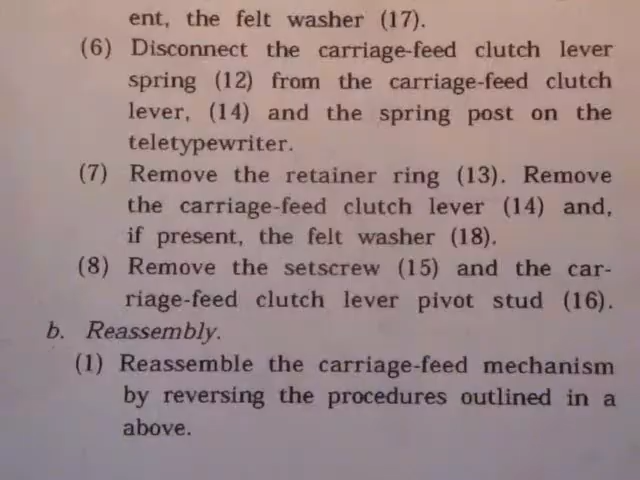 ent, the felt washer (17).
(6) Disconnect the carriage-feed clutch lever
spring (12) from the carriage-feed clutch
lever, (14) and the spring post on the
teletypewriter.
(7) Remove the retainer ring (13). Remove
the carriage-feed clutch lever (14) and,
if present, the felt washer (18).
(8) Remove the setscrew (15) and the car-
riage-feed clutch lever pivot stud (16).
b. Reassembly.
(1) Reassemble the carriage-feed mechanism
by reversing the procedures outlined in a
above.